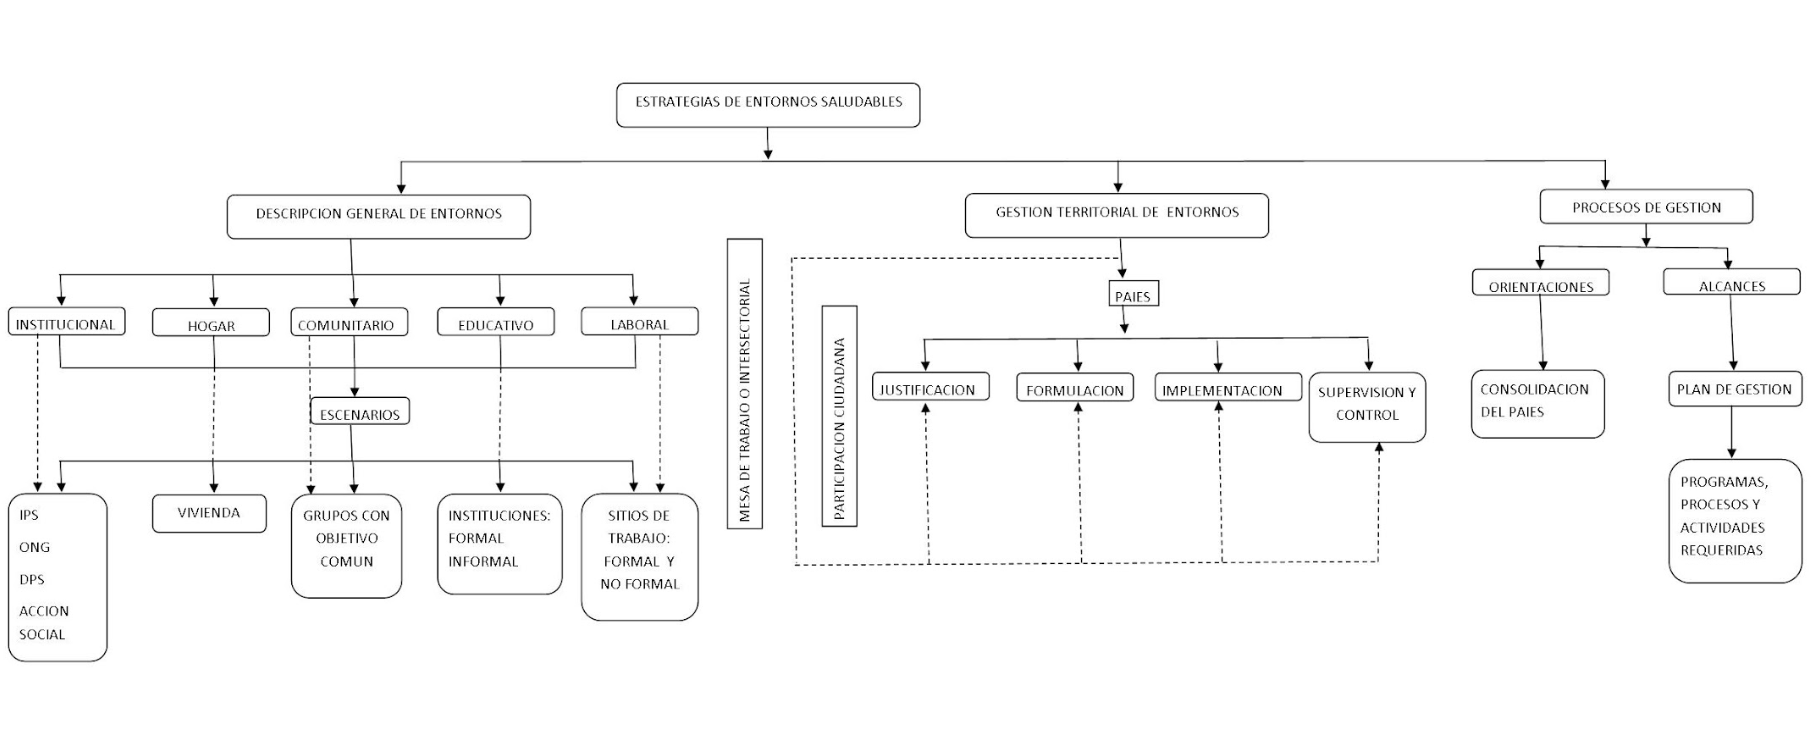 ESTRATEGIAS DE ENTORNOS SALUDABLES
DESCRIPCION GENERAL DE ENTORNOS
GESTION TERRITORIAL DE ENTORNOS
PROCESOS DE GESTION
INSTITUCIONAL
HOGAR
COMUNITARIO
EDUCATIVO
LABORAL
ESCENARIOS
IPS
ONG
DPS
ACCION
SOCIAL
VIVIENDA
GRUPOS CON
OBJETIVO
COMUN
INSTITUCIONES:
FORMAL
INFORMAL
SITIOS DE
TRABAJO:
FORMAL Y
NO FORMAL
MESA DE TRABAJO O INTERSECTORIAL
PARTICIPACION CIUDADANA
PAIES
JUSTIFICACION
FORMULACION
IMPLEMENTACION
SUPERVISION Y
CONTROL
ORIENTACIONES
ALCANCES
CONSOLIDACION
DEL PAIES
PLAN DE GESTION
PROGRAMAS,
PROCESOS Y
ACTIVIDADES
REQUERIDAS